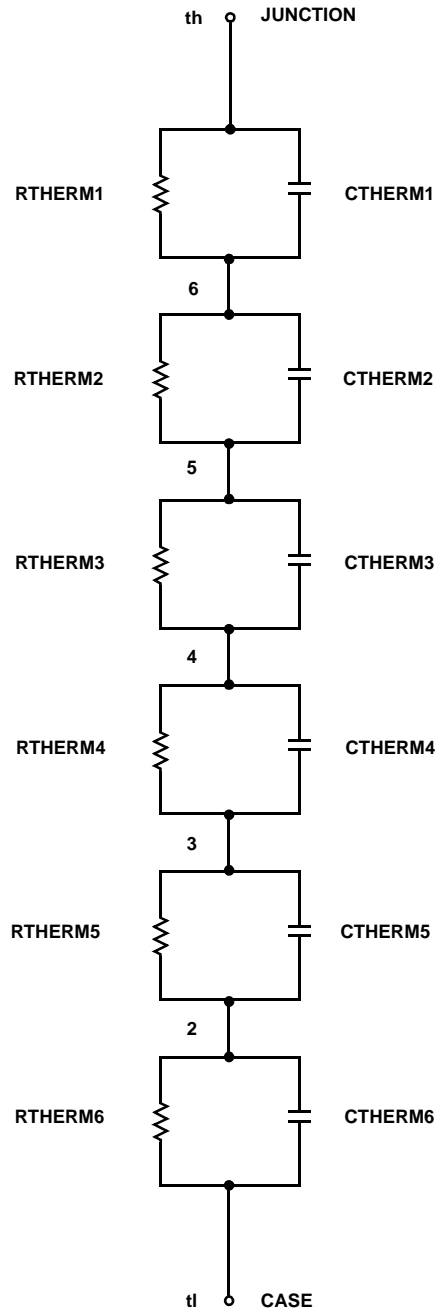 th JUNCTION
RTHERM1 CTHERM1
6
RTHERM2 CTHERM2
5
RTHERM3 CTHERM3
4
RTHERM4 CTHERM4
3
RTHERM5 CTHERM5
2
RTHERM6 CTHERM6
tl CASE